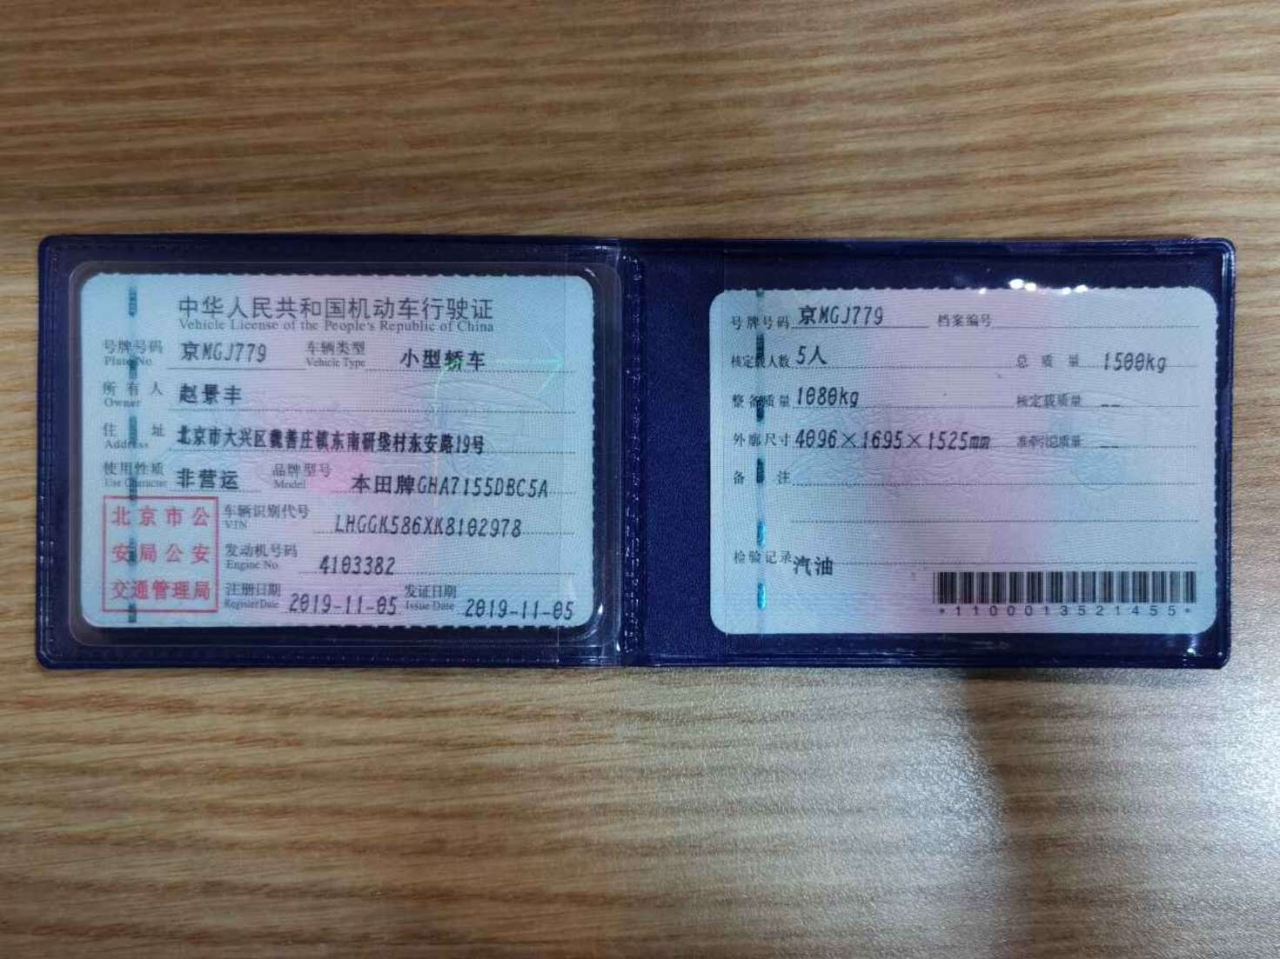 中华人民共和国机动车行驶证
Vehicle License of the People's Republic of China
号牌号码 京MGJ779 车辆类型 小型轿车
Plate No. Vehicle Type
所有人 赵景丰
Owner
住址 北京市大兴区魏善庄镇东南研垡村东安路19号
Address
使用性质 非营运 品牌型号 本田牌GHA7155DBC5A
Use Character Model
北京市公
安局公安
交通管理局
车辆识别代号 LHGGK586XK8102978
VIN
发动机号码 4103382
Engine No.
注册日期 2019-11-05 发证日期 2019-11-05
Register Date Issue Date
号牌号码 京MGJ779 档案编号
核定载人数 5人 总质量 1500kg
整备质量 1080kg 核定载质量 --
外廓尺寸 4096×1695×1525mm 准牵引总质量 --
备注
检验记录 汽油
*1100013521455*